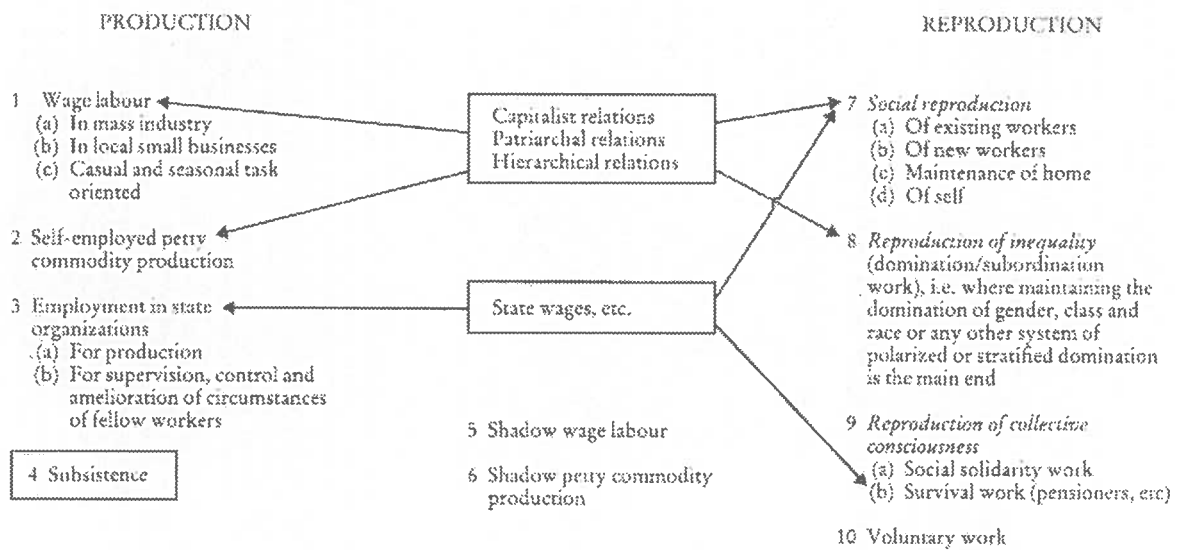 PRODUCTION
1 Wage labour
(a) In mass industry
(b) In local small businesses
(c) Casual and seasonal task
oriented
2 Self-employed petty
commodity production
3 Employment in state
organizations
(a) For production
(b) For supervision, control and
amelioration of circumstances
of fellow workers
4 Subsistence
Capitalist relations
Patriarchal relations
Hierarchical relations
State wages, etc.
5 Shadow wage labour
6 Shadow petty commodity
production
REPRODUCTION
7 Social reproduction
(a) Of existing workers
(b) Of new workers
(c) Maintenance of home
(d) Of self
8 Reproduction of inequality
(domination/subordination
work), i.e. where maintaining the
domination of gender, class and
race or any other system of
polarized or stratified domination
is the main end
9 Reproduction of collective
consciousness
(a) Social solidarity work
(b) Survival work (pensioners, etc)
10 Voluntary work